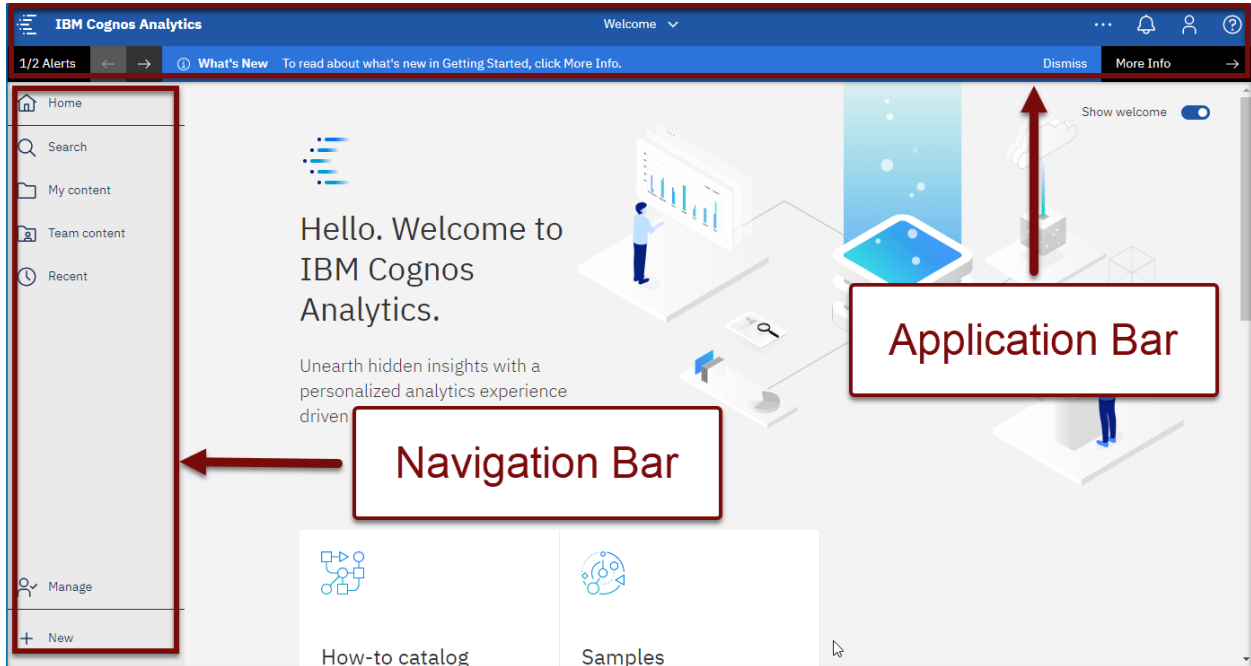 IBM Cognos Analytics
Welcome
1/2 Alerts
What's New To read about what's new in Getting Started, click More Info.
Dismiss
More Info
Home
Show welcome
Search
My content
Team content
Recent
Hello. Welcome to
IBM Cognos
Analytics.
Application Bar
Unearth hidden insights with a
personalized analytics experience
driven
Navigation Bar
Manage
New
How-to catalog
Samples